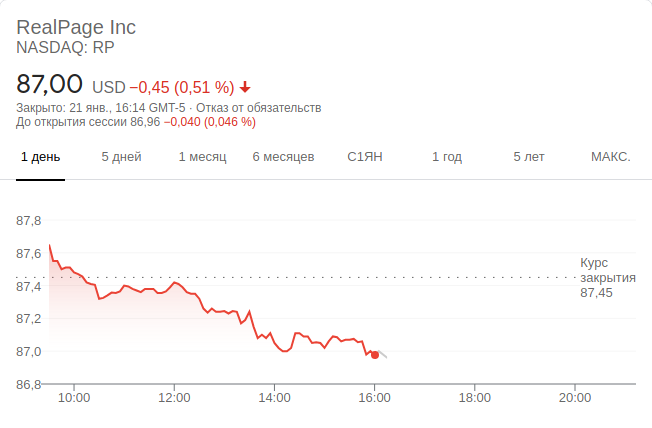 RealPage Inc
NASDAQ: RP
87,00 USD −0,45 (0,51 %)
Закрыто: 21 янв., 16:14 GMT-5 · Отказ от обязательств
До открытия сессии 86,96 −0,040 (0,046 %)
1 день 5 дней 1 месяц 6 месяцев С1ЯН 1 год 5 лет МАКС.
87,8
87,6
Курс
закрытия
87,45
87,4
87,2
87,0
86,8
10:00 12:00 14:00 16:00 18:00 20:00